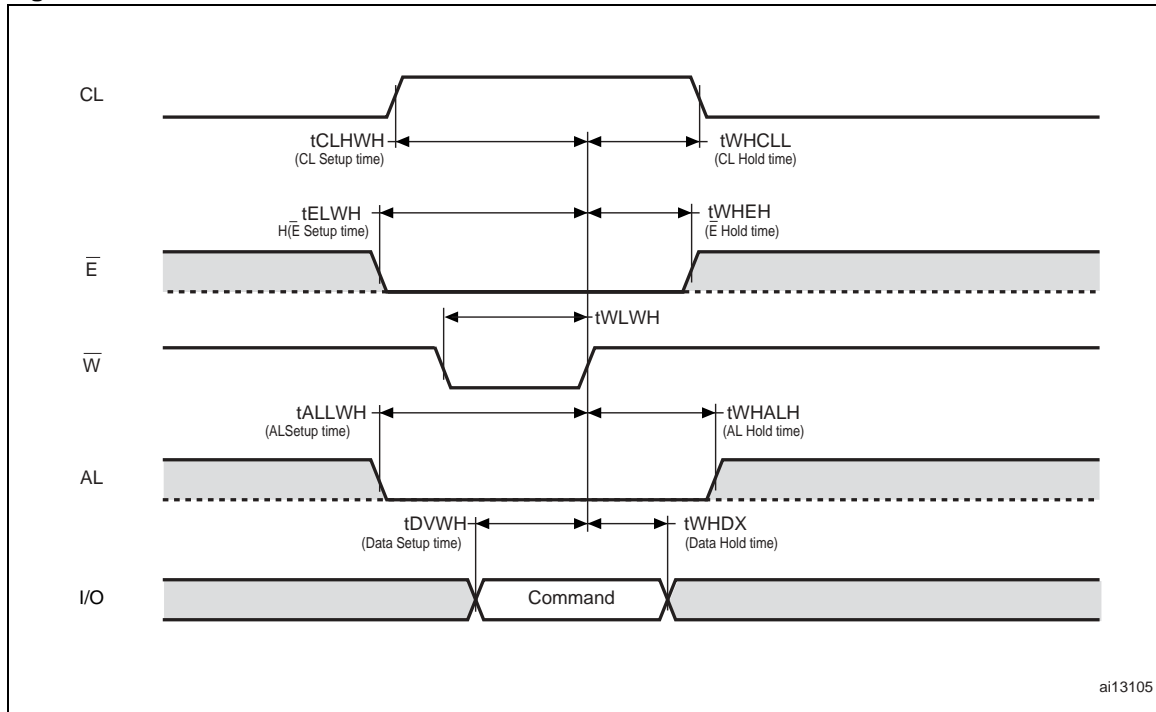 CL
tCLHWH
(CL Setup time)
tWHCLL
(CL Hold time)
tELWH
H(E̅ Setup time)
tWHEH
(E̅ Hold time)
E̅
tWLWH
W̅
tALLWH
(ALSetup time)
tWHALH
(AL Hold time)
AL
tDVWH
(Data Setup time)
tWHDX
(Data Hold time)
I/O
Command
ai13105